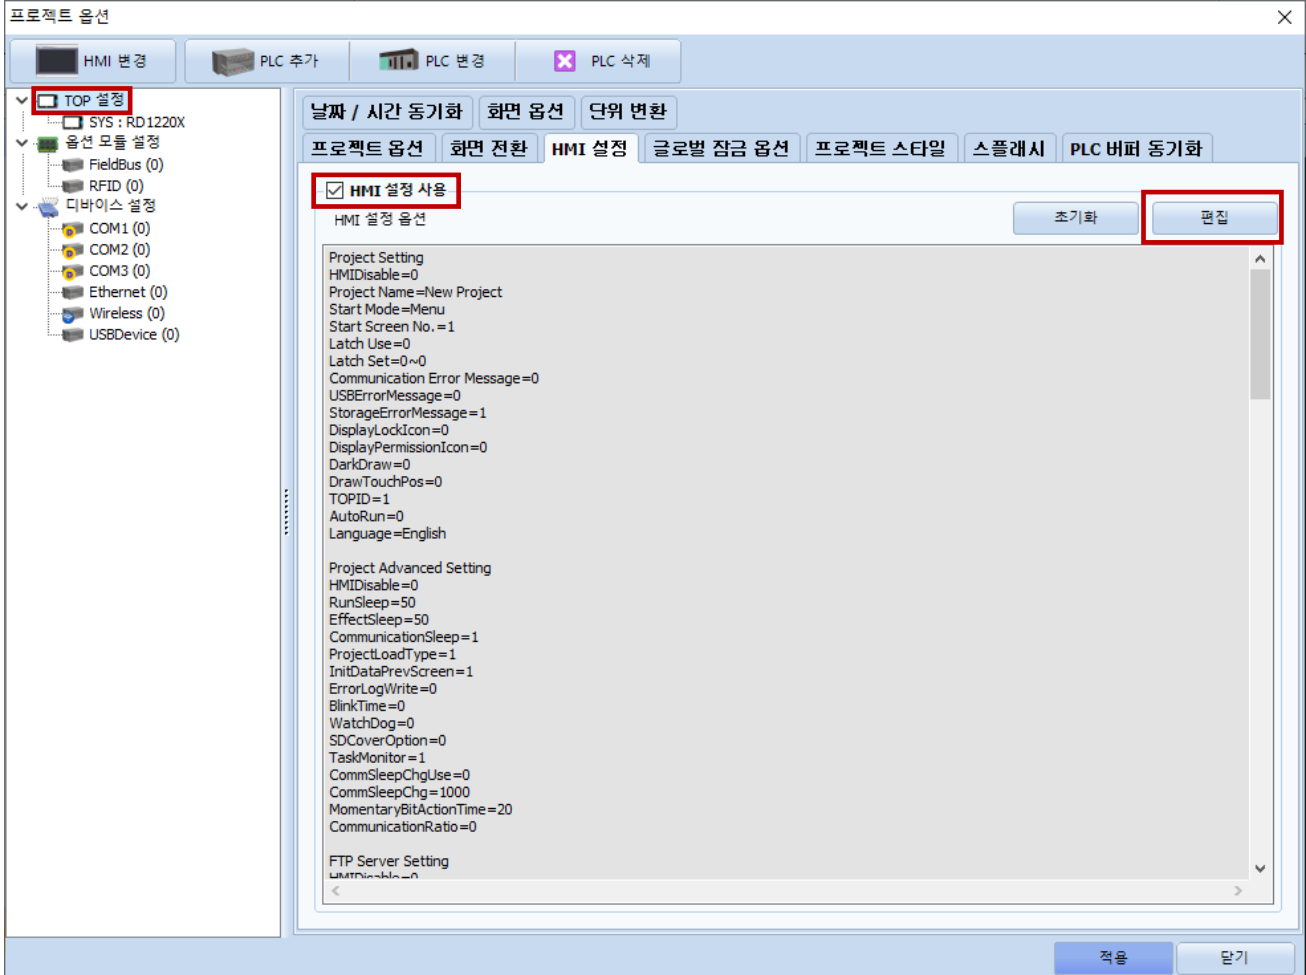 프로젝트 옵션
HMI 변경
PLC 추가
PLC 변경
PLC 삭제
TOP 설정
SYS : RD1220X
옵션 모듈 설정
FieldBus (0)
RFID (0)
디바이스 설정
COM1 (0)
COM2 (0)
COM3 (0)
Ethernet (0)
Wireless (0)
USBDevice (0)
날짜 / 시간 동기화
화면 옵션
단위 변환
프로젝트 옵션
화면 전환
HMI 설정
글로벌 잠금 옵션
프로젝트 스타일
스플래시
PLC 버퍼 동기화
HMI 설정 사용
HMI 설정 옵션
초기화
편집
Project Setting
HMIDisable=0
Project Name=New Project
Start Mode=Menu
Start Screen No.=1
Latch Use=0
Latch Set=0~0
Communication Error Message=0
USBErrorMessage=0
StorageErrorMessage=1
DisplayLockIcon=0
DisplayPermissionIcon=0
DarkDraw=0
DrawTouchPos=0
TOPID=1
AutoRun=0
Language=English
Project Advanced Setting
HMIDisable=0
RunSleep=50
EffectSleep=50
CommunicationSleep=1
ProjectLoadType=1
InitDataPrevScreen=1
ErrorLogWrite=0
BlinkTime=0
WatchDog=0
SDCoverOption=0
TaskMonitor=1
CommSleepChgUse=0
CommSleepChg=1000
MomentaryBitActionTime=20
CommunicationRatio=0
FTP Server Setting
HMIDisable=0
적용
닫기